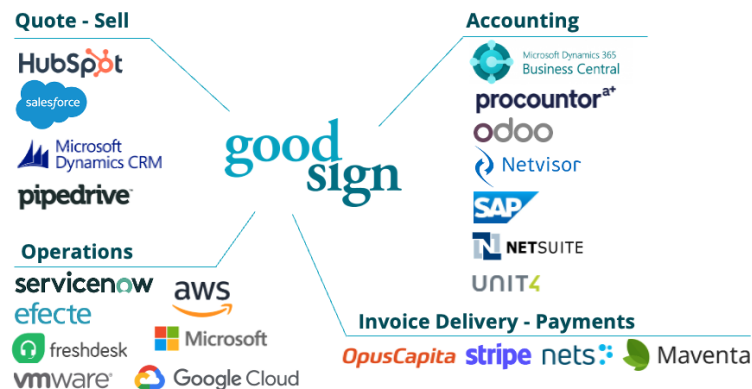 Quote - Sell
HubSpot
salesforce
Microsoft
Dynamics CRM
pipedrive
Accounting
Microsoft Dynamics 365
Business Central
procountor a+
odoo
Netvisor
SAP
N NETSUITE
UNIT4
good
sign
Operations
servicenow
aws
efecte
Microsoft
freshdesk
vmware®
Google Cloud
Invoice Delivery - Payments
OpusCapita stripe nets Maventa